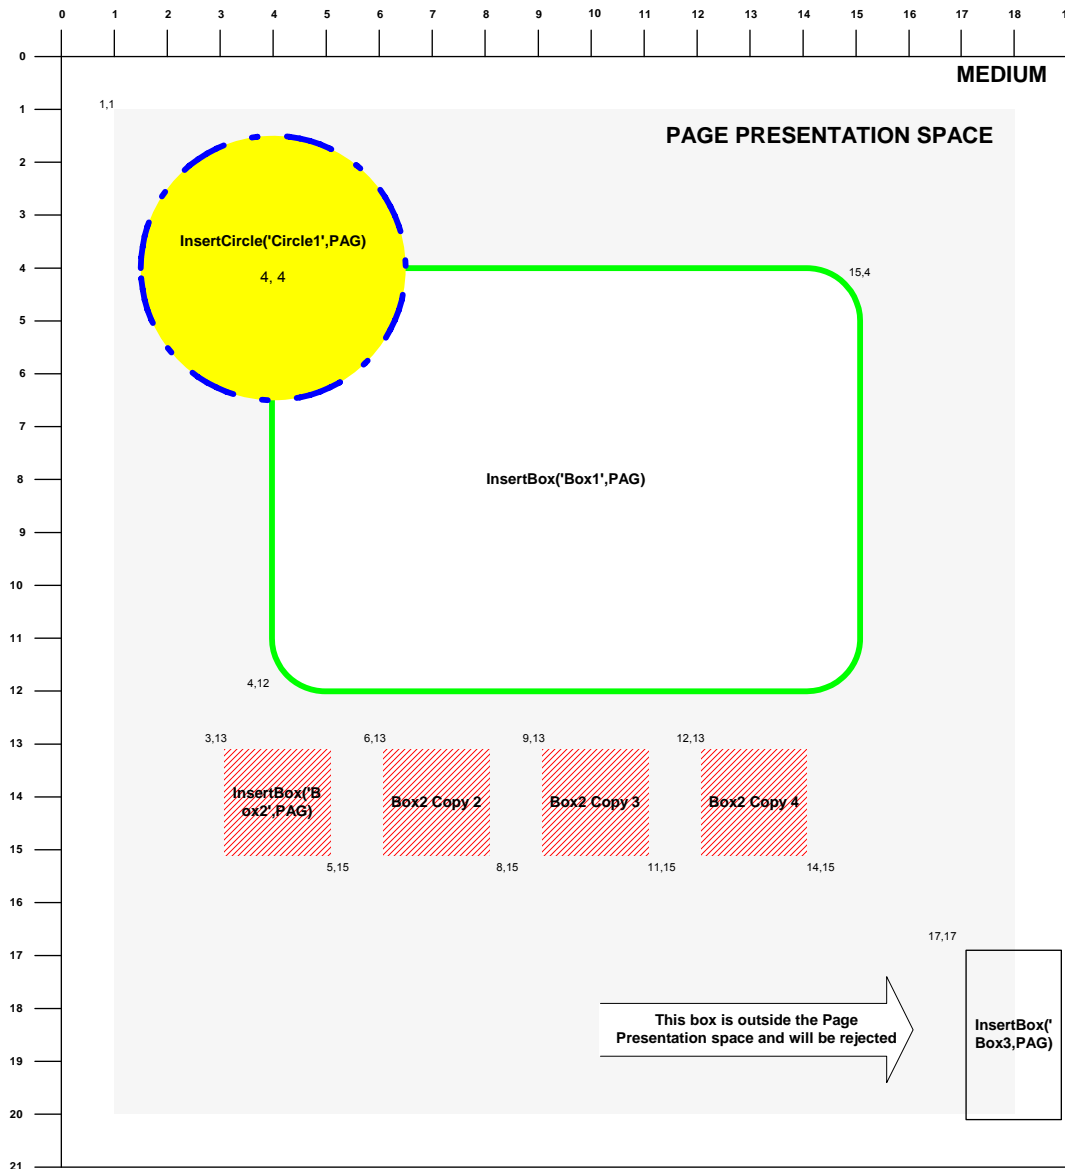 0 1 2 3 4 5 6 7 8 9 10 11 12 13 14 15 16 17 18
0
MEDIUM
1
1,1
PAGE PRESENTATION SPACE
2
3
InsertCircle('Circle1',PAG)
4
4, 4
15,4
5
6
7
8
InsertBox('Box1',PAG)
9
10
11
12
4,12
13
3,13
6,13
9,13
12,13
14
InsertBox('B
ox2',PAG)
Box2 Copy 2
Box2 Copy 3
Box2 Copy 4
15
5,15
8,15
11,15
14,15
16
17,17
17
18
This box is outside the Page
Presentation space and will be rejected
InsertBox('
Box3,PAG)
19
20
21